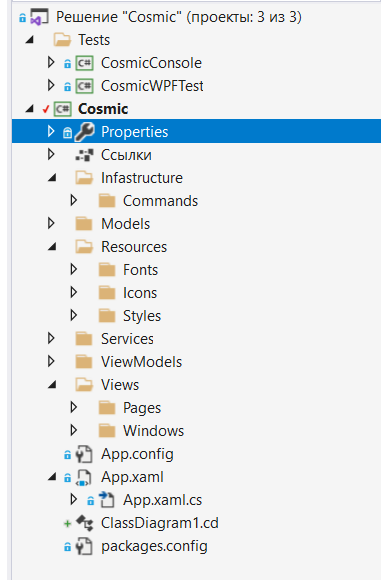 Решение "Cosmic" (проекты: 3 из 3)
Tests
C# CosmicConsole
C# CosmicWPFTest
C# Cosmic
Properties
Ссылки
Infastructure
Commands
Models
Resources
Fonts
Icons
Styles
Services
ViewModels
Views
Pages
Windows
App.config
App.xaml
App.xaml.cs
ClassDiagram1.cd
packages.config